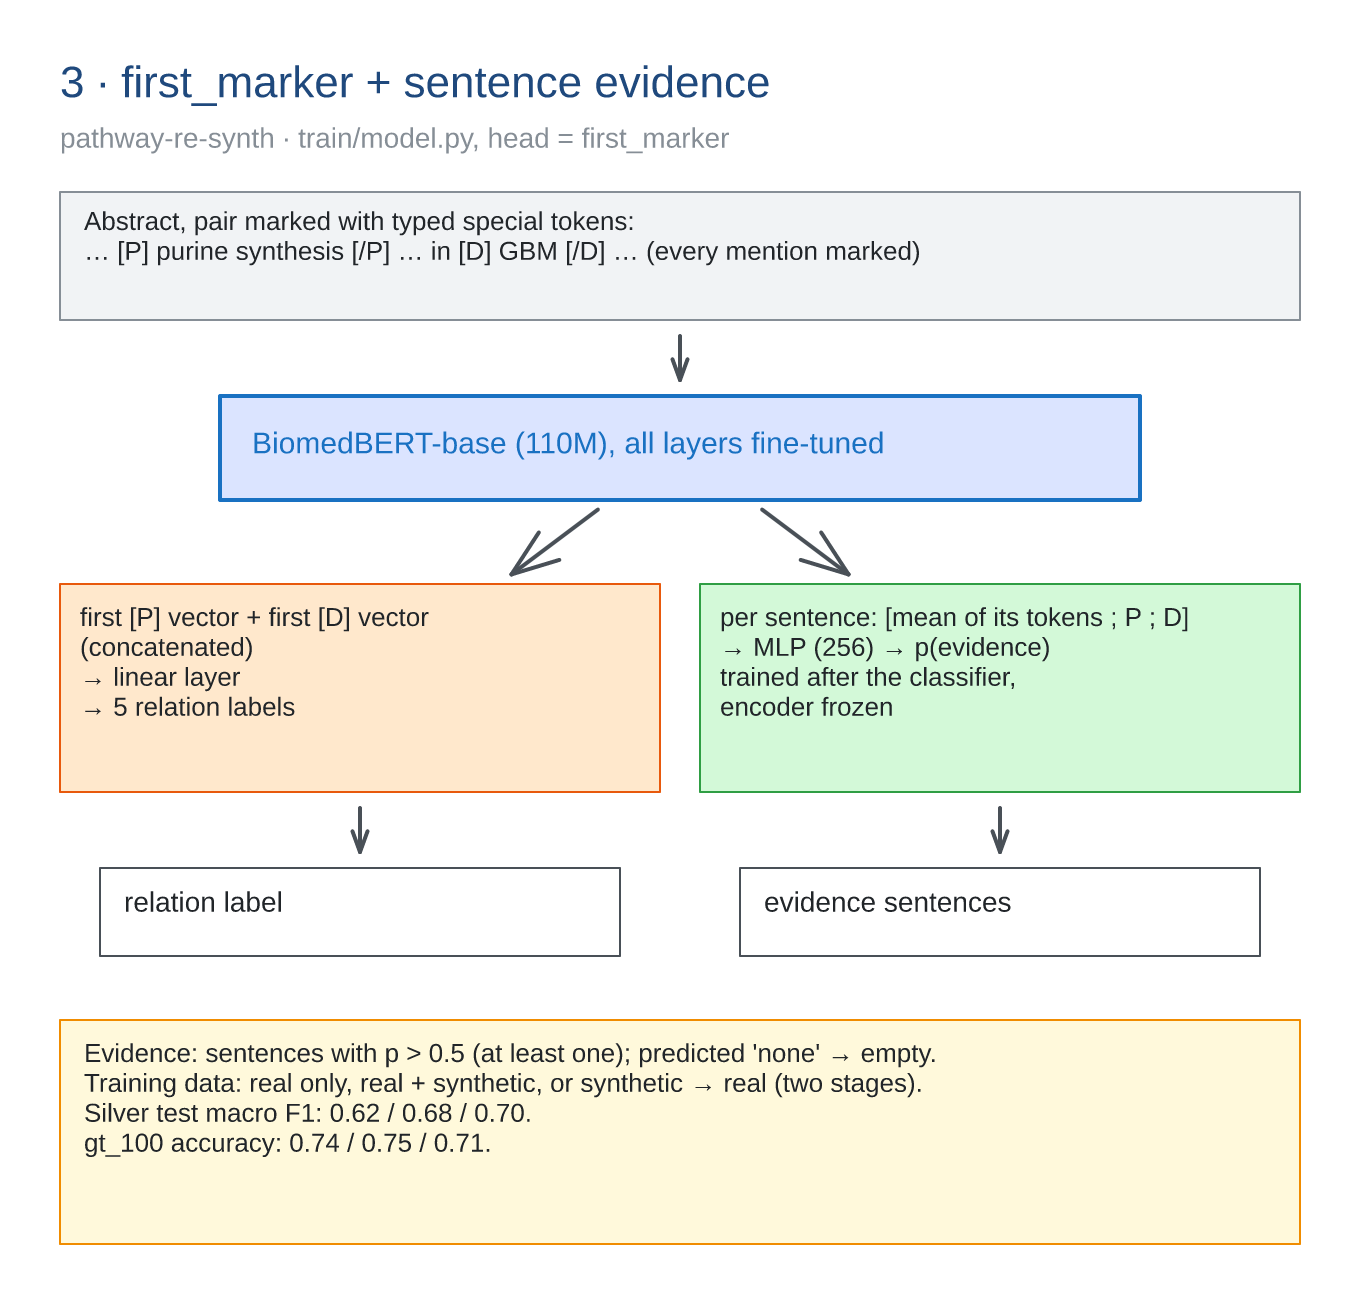 3 · first_marker + sentence evidence
pathway-re-synth · train/model.py, head = first_marker
Abstract, pair marked with typed special tokens:
… [P] purine synthesis [/P] … in [D] GBM [/D] … (every mention marked)
BiomedBERT-base (110M), all layers fine-tuned
first [P] vector + first [D] vector
(concatenated)
→ linear layer
→ 5 relation labels
per sentence: [mean of its tokens ; P ; D]
→ MLP (256) → p(evidence)
trained after the classifier,
encoder frozen
relation label
evidence sentences
Evidence: sentences with p > 0.5 (at least one); predicted 'none' → empty.
Training data: real only, real + synthetic, or synthetic → real (two stages).
Silver test macro F1: 0.62 / 0.68 / 0.70.
gt_100 accuracy: 0.74 / 0.75 / 0.71.